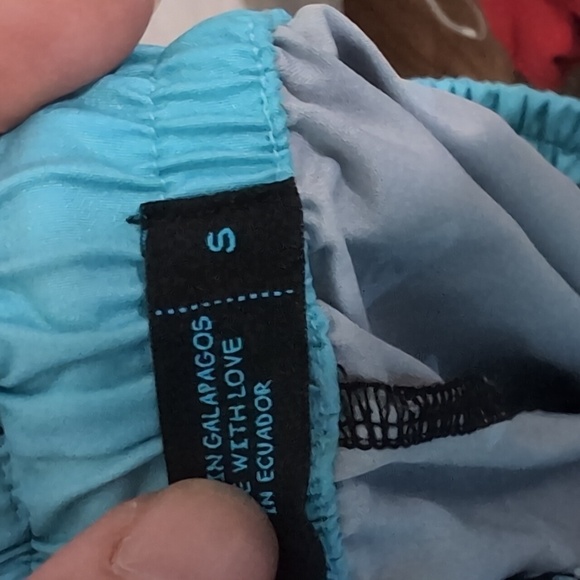 S
IN GALAPAGOS
E WITH LOVE
IN ECUADOR